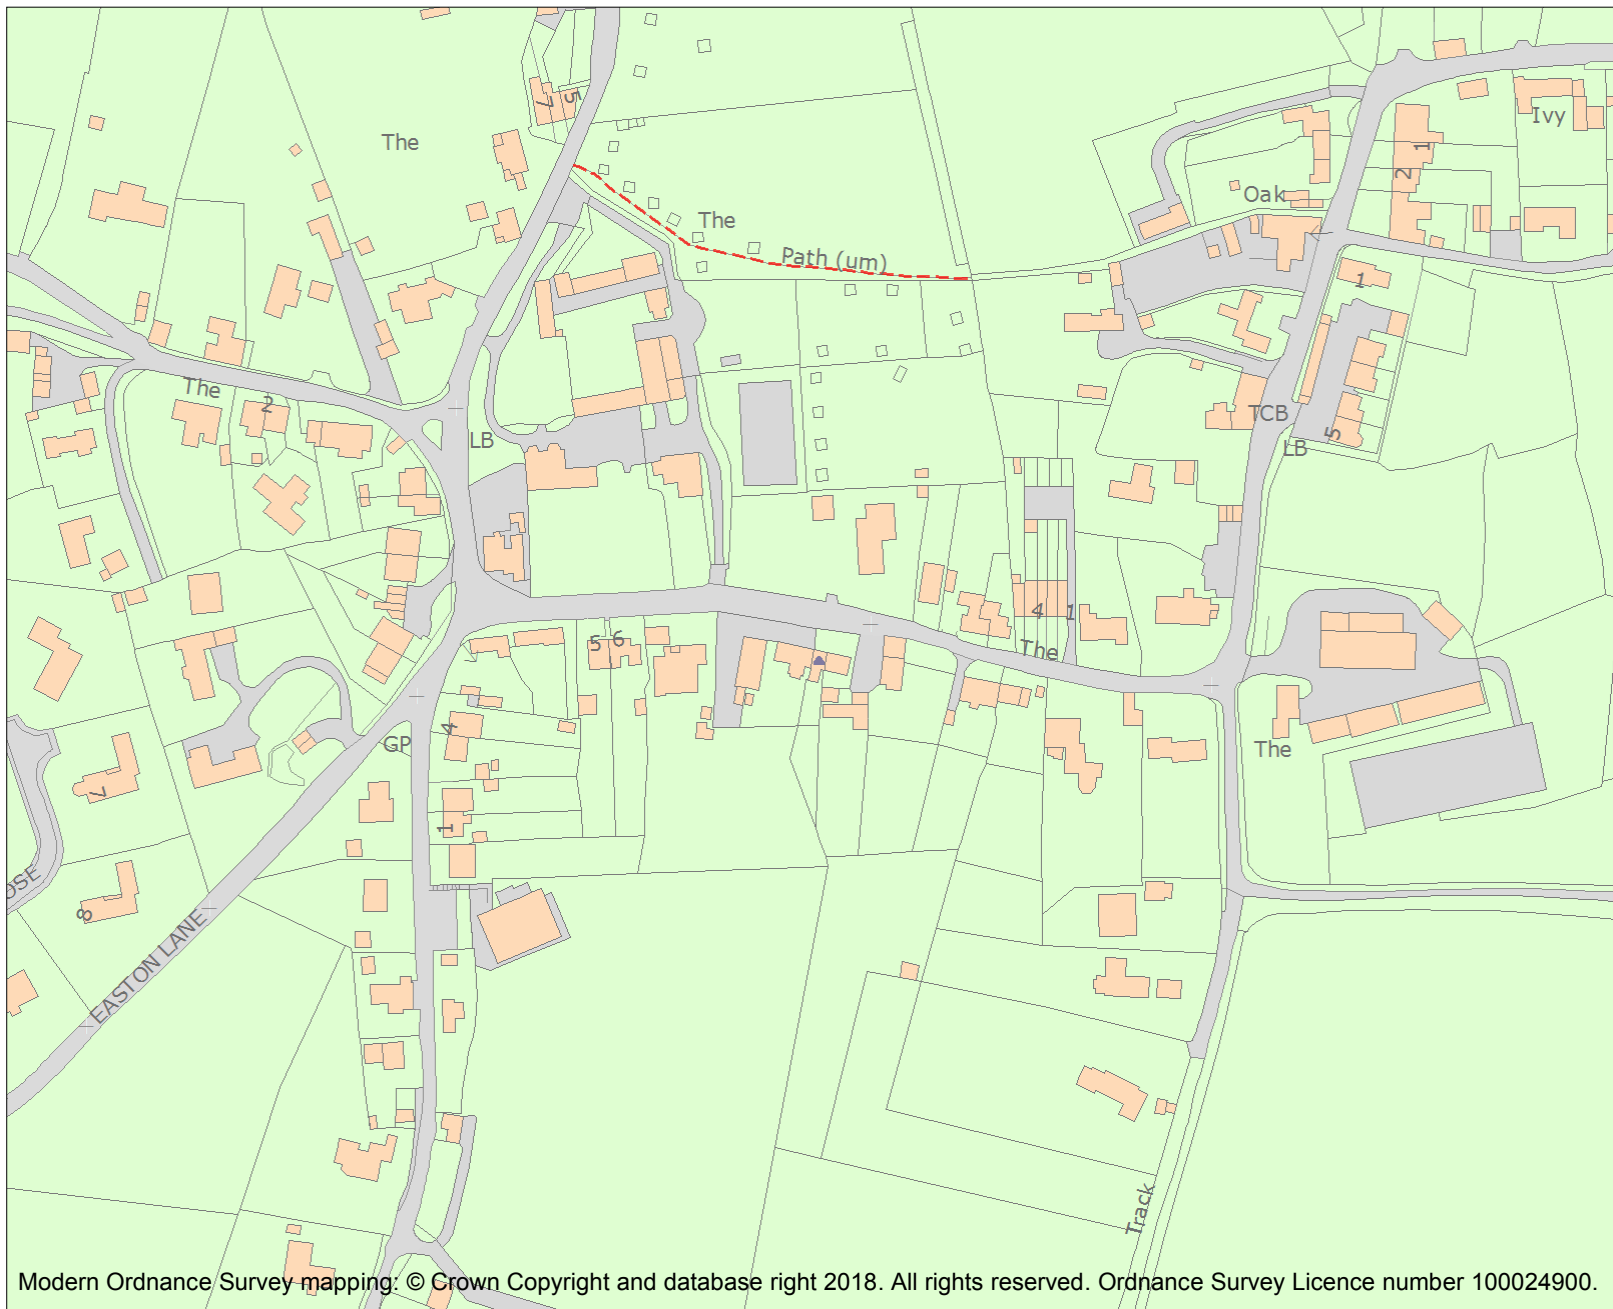 7
5
The
Ivy
1
2
Oak
The
Path (um)
1
The
2
LB
TCB
5
LB
4
1
5
6
The
4
GP
The
7
1
OSE
8
EASTON LANE
Track
Modern Ordnance Survey mapping: © Crown Copyright and database right 2018. All rights reserved. Ordnance Survey Licence number 100024900.